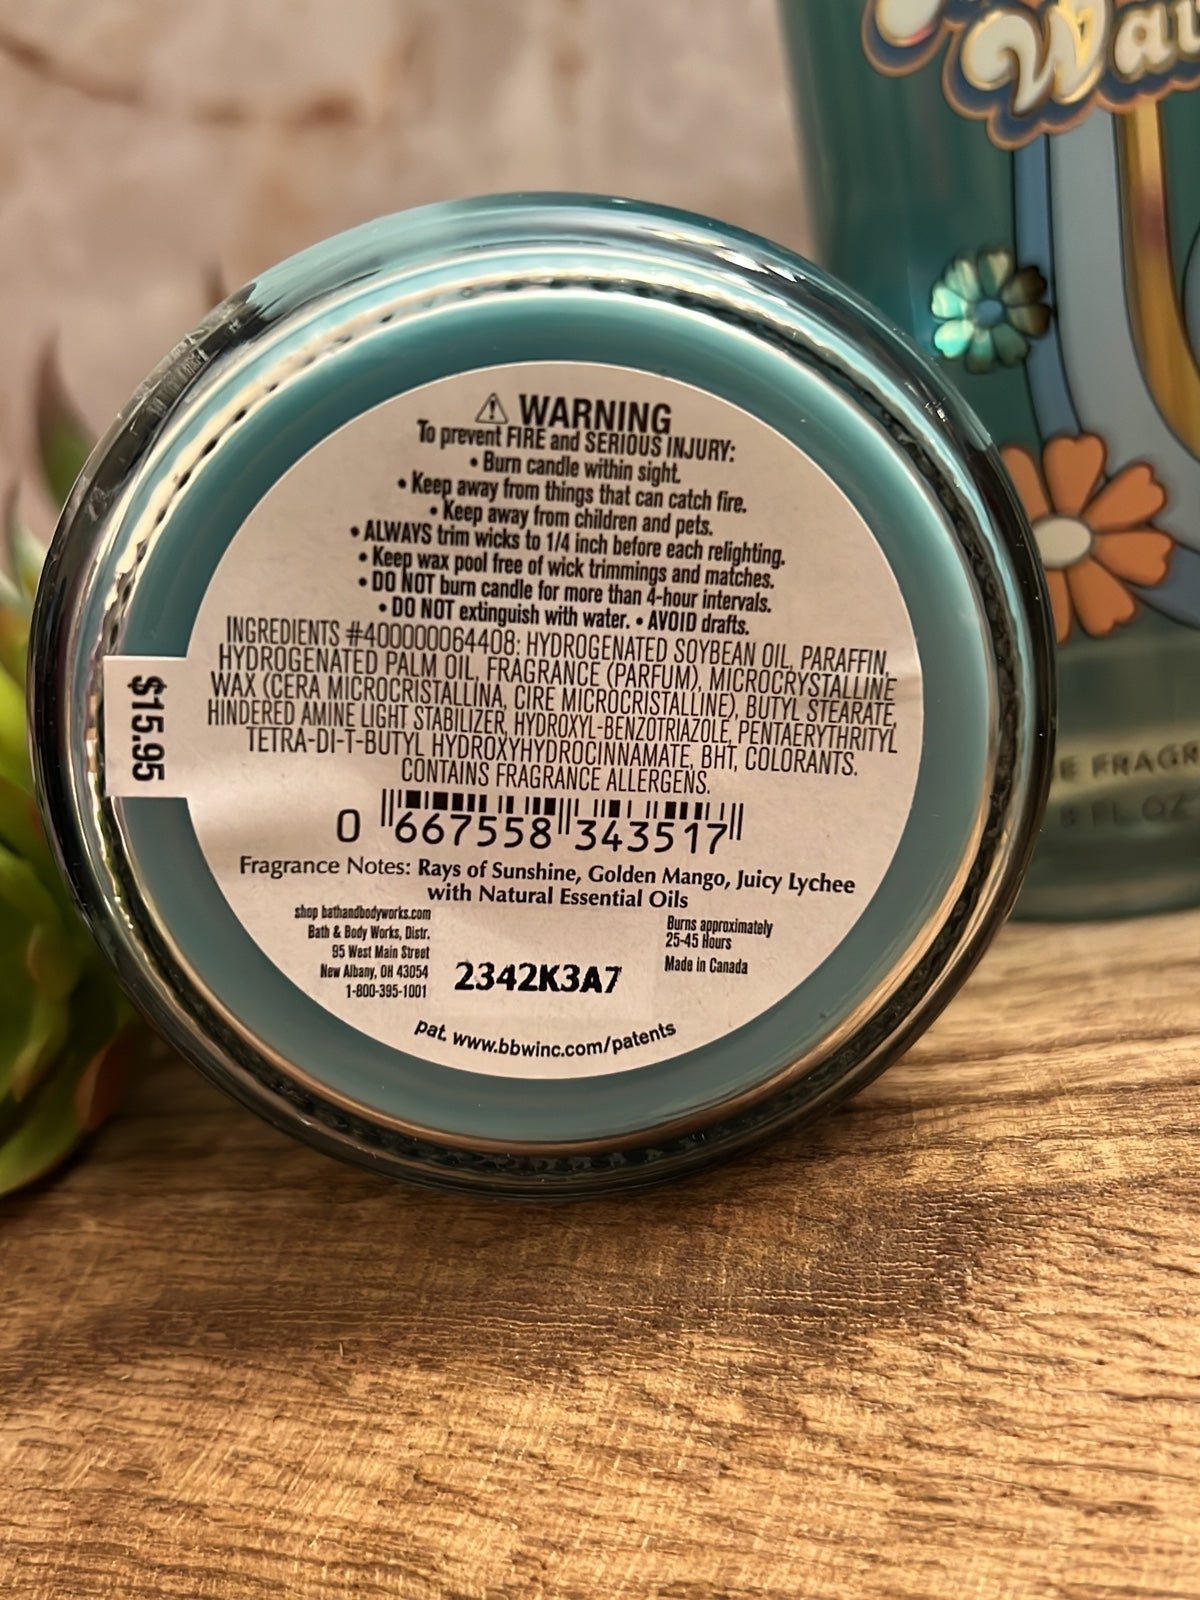 Wa
⚠ WARNING
To prevent FIRE and SERIOUS INJURY:
• Burn candle within sight.
• Keep away from things that can catch fire.
• Keep away from children and pets.
• ALWAYS trim wicks to 1/4 inch before each relighting.
• Keep wax pool free of wick trimmings and matches.
• DO NOT burn candle for more than 4-hour intervals.
• DO NOT extinguish with water. • AVOID drafts.
INGREDIENTS #400000064408: HYDROGENATED SOYBEAN OIL, PARAFFIN,
HYDROGENATED PALM OIL, FRAGRANCE (PARFUM), MICROCRYSTALLINE
WAX (CERA MICROCRISTALLINA, CIRE MICROCRISTALLINE), BUTYL STEARATE,
HINDERED AMINE LIGHT STABILIZER, HYDROXYL-BENZOTRIAZOLE, PENTAERYTHRITYL
TETRA-DI-T-BUTYL HYDROXYHYDROCINNAMATE, BHT, COLORANTS.
CONTAINS FRAGRANCE ALLERGENS.
$15.95
0 667558 343517
Fragrance Notes: Rays of Sunshine, Golden Mango, Juicy Lychee
with Natural Essential Oils
shop bathandbodyworks.com
Bath & Body Works, Distr.
95 West Main Street
New Albany, OH 43054
1-800-395-1001
2342K3A7
Burns approximately
25-45 Hours
Made in Canada
pat. www.bbwinc.com/patents
E FRAGR
8 FL OZ